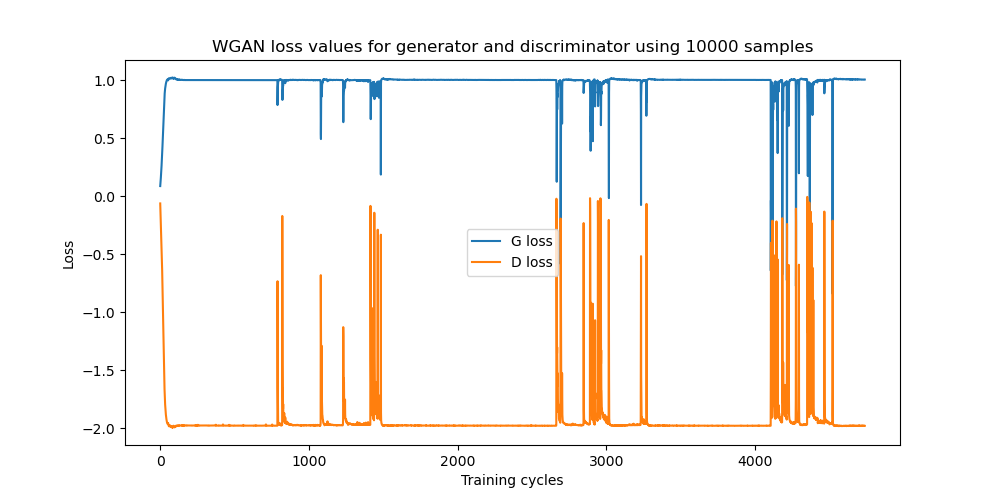 WGAN loss values for generator and discriminator using 10000 samples
1.0
0.5
0.0
−0.5
−1.0
−1.5
−2.0
Loss
G loss
D loss
0 1000 2000 3000 4000
Training cycles